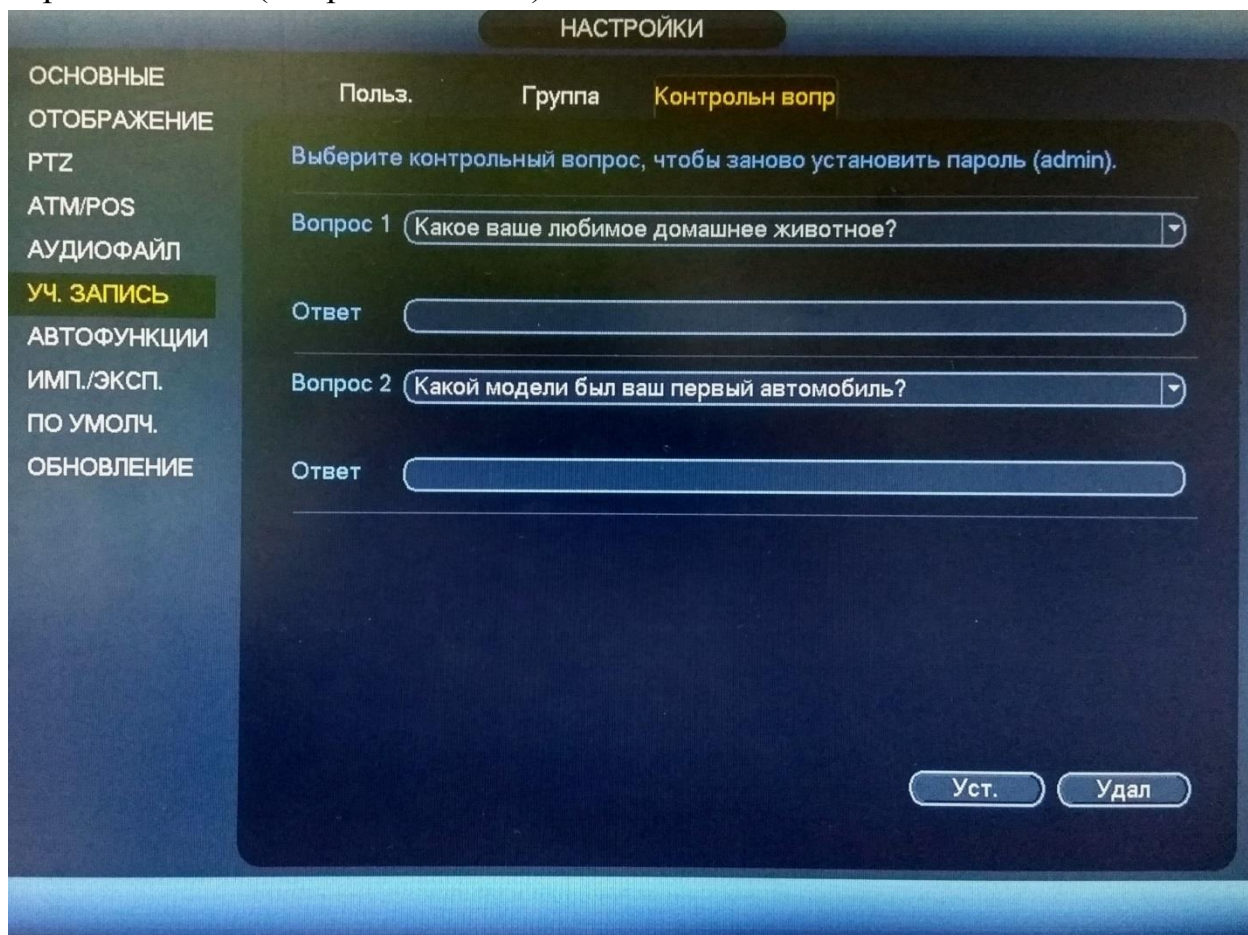 НАСТРОЙКИ
ОСНОВНЫЕ
ОТОБРАЖЕНИЕ
PTZ
ATM/POS
АУДИОФАЙЛ
УЧ. ЗАПИСЬ
АВТОФУНКЦИИ
ИМП./ЭКСП.
ПО УМОЛЧ.
ОБНОВЛЕНИЕ
Польз. Группа Контрольн вопр
Выберите контрольный вопрос, чтобы заново установить пароль (admin).
Вопрос 1 Какое ваше любимое домашнее животное?
Ответ
Вопрос 2 Какой модели был ваш первый автомобиль?
Ответ
Уст. Удал